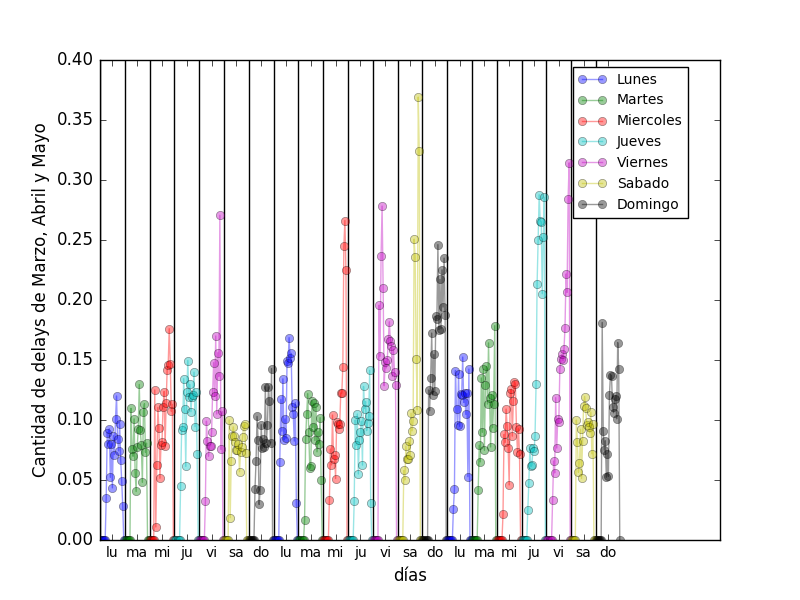 Cantidad de delays de Marzo, Abril y Mayo
0.40
0.35
0.30
0.25
0.20
0.15
0.10
0.05
0.00
Lunes
Martes
Miercoles
Jueves
Viernes
Sabado
Domingo
lu ma mi ju vi sa do lu ma mi ju vi sa do lu ma mi ju vi sa do
días